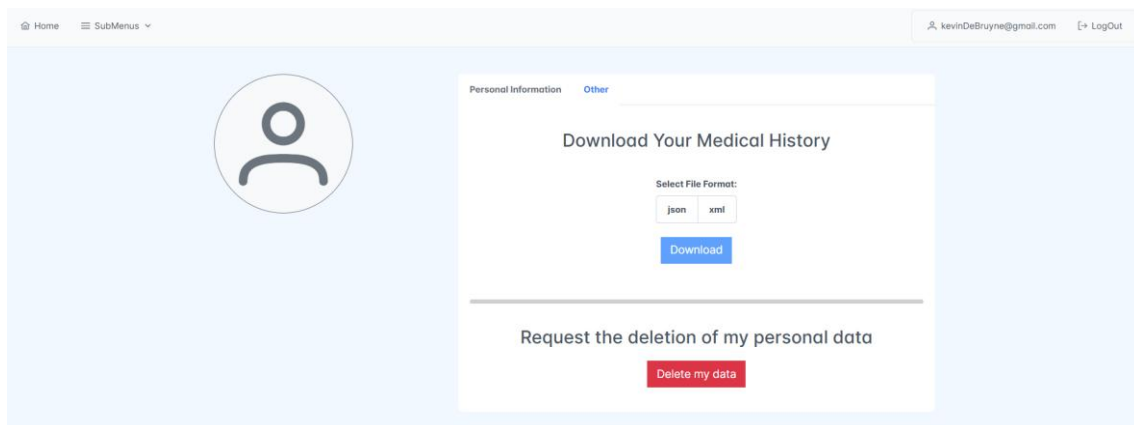 Home SubMenus kevinDeBruyne@gmail.com LogOut
Personal Information Other
Download Your Medical History
Select File Format:
json xml
Download
Request the deletion of my personal data
Delete my data